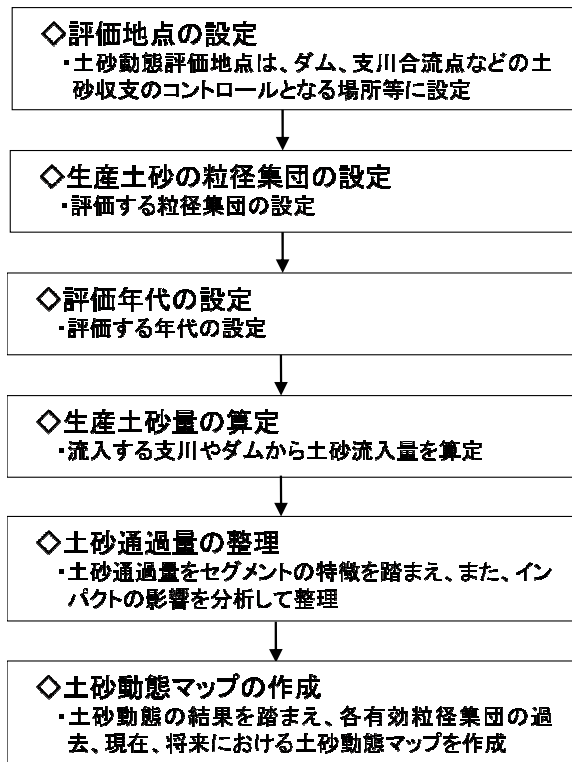 ◇評価地点の設定
・土砂動態評価地点は、ダム、支川合流点などの土
砂収支のコントロールとなる場所等に設定
◇生産土砂の粒径集団の設定
・評価する粒径集団の設定
◇評価年代の設定
・評価する年代の設定
◇生産土砂量の算定
・流入する支川やダムから土砂流入量を算定
◇土砂通過量の整理
・土砂通過量をセグメントの特徴を踏まえ、また、イン
パクトの影響を分析して整理
◇土砂動態マップの作成
・土砂動態の結果を踏まえ、各有効粒径集団の過
去、現在、将来における土砂動態マップを作成